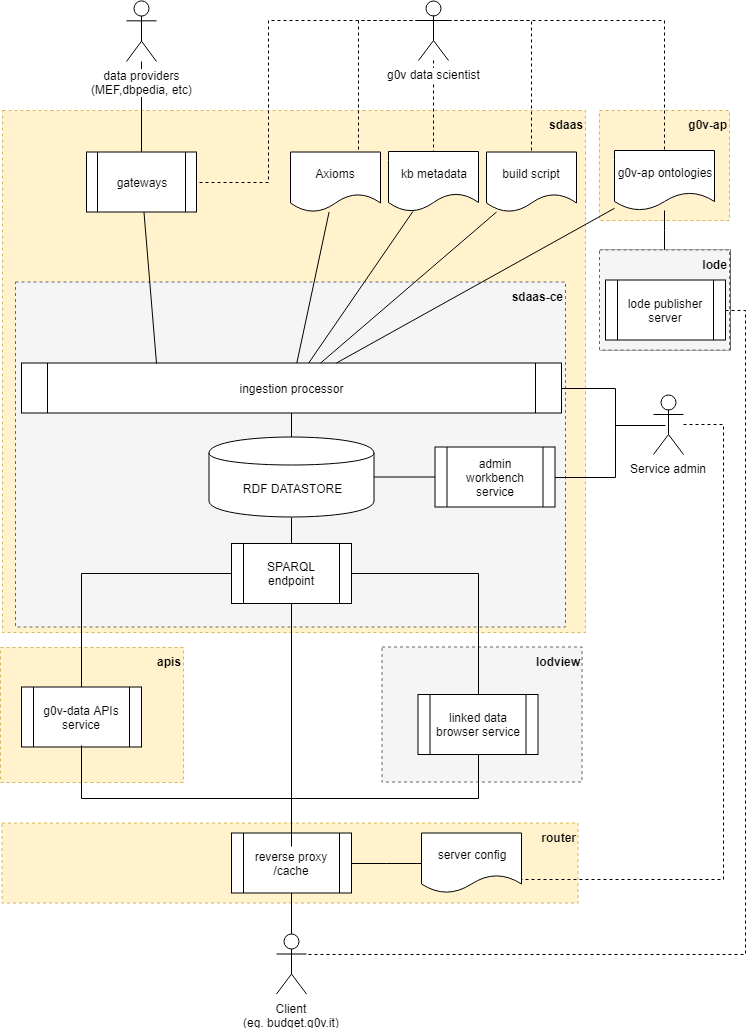 data providers
(MEF,dbpedia, etc)
g0v data scientist
sdaas
g0v-ap
gateways
Axioms
kb metadata
build script
g0v-ap ontologies
lode
sdaas-ce
lode publisher
server
ingestion processor
Service admin
admin
workbench
service
RDF DATASTORE
SPARQL
endpoint
apis
lodview
g0v-data APIs
service
linked data
browser service
router
reverse proxy
/cache
server config
Client
(eg. budget.g0v.it)